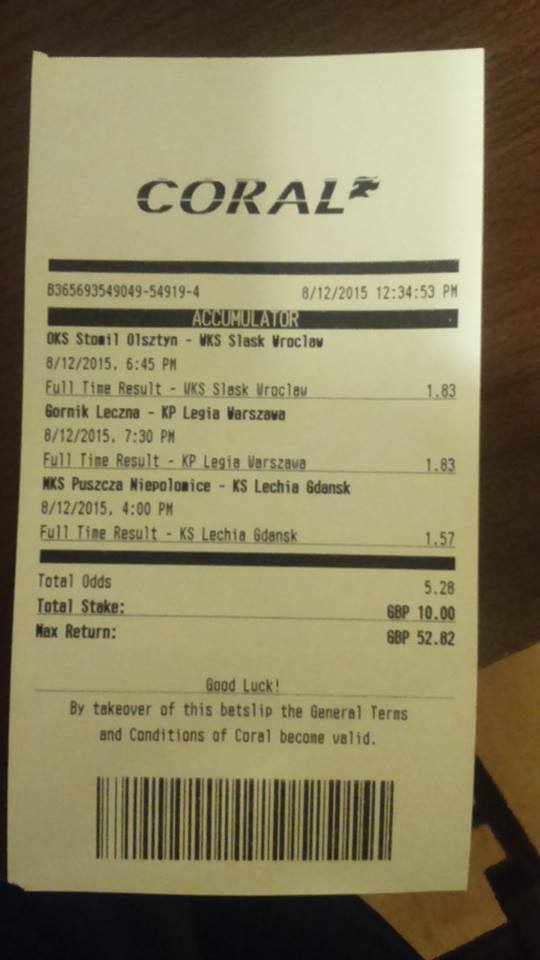 CORAL
B365693549049-54919-4 8/12/2015 12:34:53 PM
ACCUMULATOR
OKS Stomil Olsztyn - WKS Slask Wroclaw
8/12/2015, 6:45 PM
Full Time Result - WKS Slask Wroclaw 1.83
Gornik Leczna - KP Legia Warszawa
8/12/2015, 7:30 PM
Full Time Result - KP Legia Warszawa 1.83
MKS Puszcza Niepolomice - KS Lechia Gdansk
8/12/2015, 4:00 PM
Full Time Result - KS Lechia Gdansk 1.57
Total Odds 5.28
Total Stake: GBP 10.00
Max Return: GBP 52.82
Good Luck!
By takeover of this betslip the General Terms
and Conditions of Coral become valid.